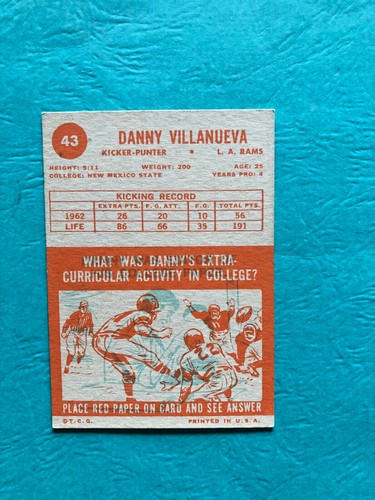 43
DANNY VILLANUEVA
KICKER-PUNTER • L. A. RAMS
HEIGHT: 5:11 WEIGHT: 200 AGE: 25
COLLEGE: NEW MEXICO STATE YEARS PRO: 4
KICKING RECORD
EXTRA PTS. F. G. ATT. F. G. TOTAL PTS.
1962 26 20 10 56
LIFE 86 66 35 191
WHAT WAS DANNY'S EXTRA-
CURRICULAR ACTIVITY IN COLLEGE?
PLACE RED PAPER ON CARD AND SEE ANSWER
©T.C.G. PRINTED IN U.S.A.